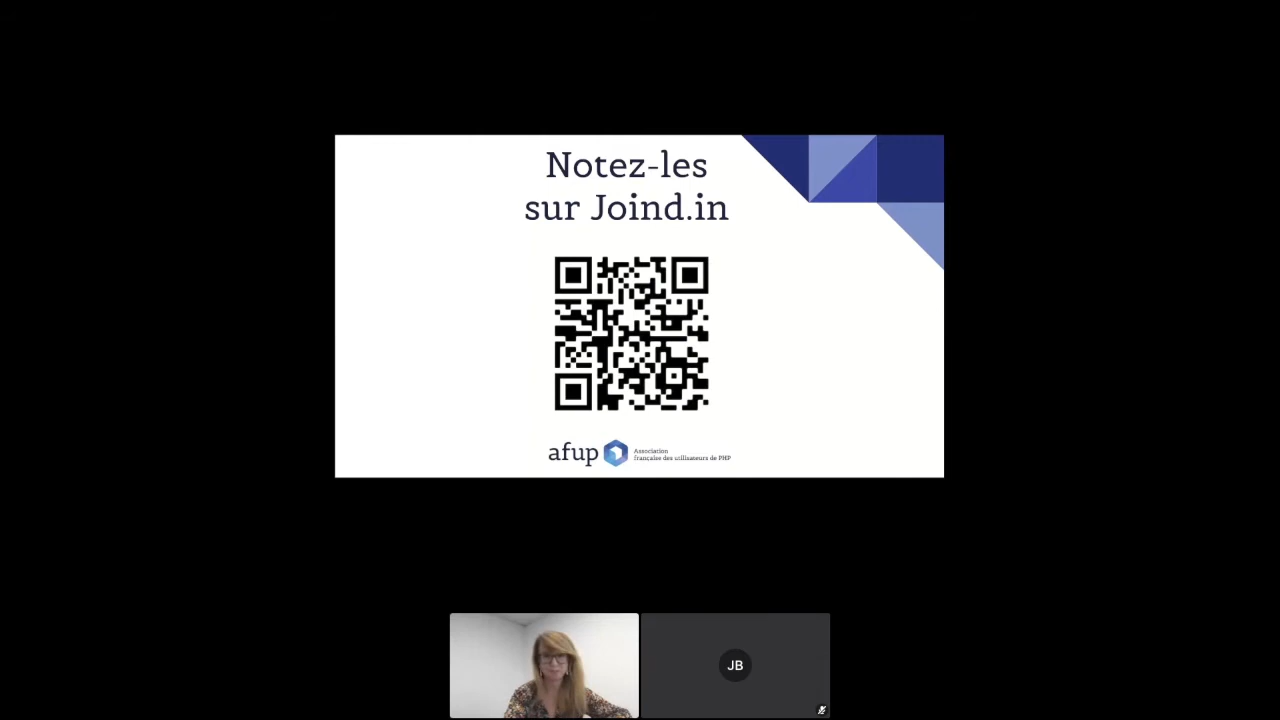 Notez-les
sur Joind.in
afup
Association
française des utilisateurs de PHP
JB